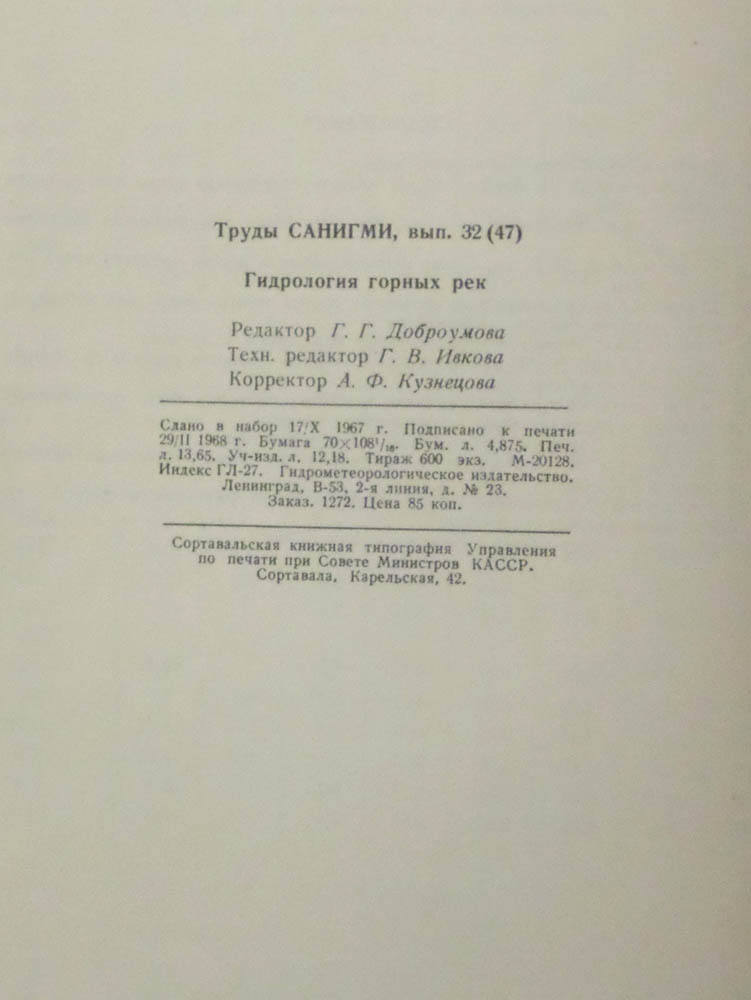 Труды САНИГМИ, вып. 32 (47)
Гидрология горных рек
Редактор Г. Г. Доброумова
Техн. редактор Г. В. Ивкова
Корректор А. Ф. Кузнецова
Сдано в набор 17/X 1967 г. Подписано к печати
29/II 1968 г. Бумага 70×108¹/₁₆. Бум. л. 4,875. Печ.
л. 13,65. Уч-изд. л. 12,18. Тираж 600 экз. М-20128.
Индекс ГЛ-27. Гидрометеорологическое издательство.
Ленинград, В-53, 2-я линия, д. № 23.
Заказ. 1272. Цена 85 коп.
Сортавальская книжная типография Управления
по печати при Совете Министров КАССР.
Сортавала, Карельская, 42.